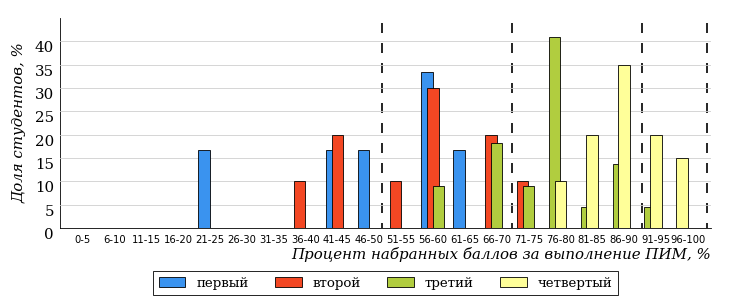 Доля студентов, %
40
35
30
25
20
15
10
5
0
0-5 6-10 11-15 16-20 21-25 26-30 31-35 36-40 41-45 46-50 51-55 56-60 61-65 66-70 71-75 76-80 81-85 86-90 91-95 96-100
Процент набранных баллов за выполнение ПИМ, %
первый второй третий четвертый